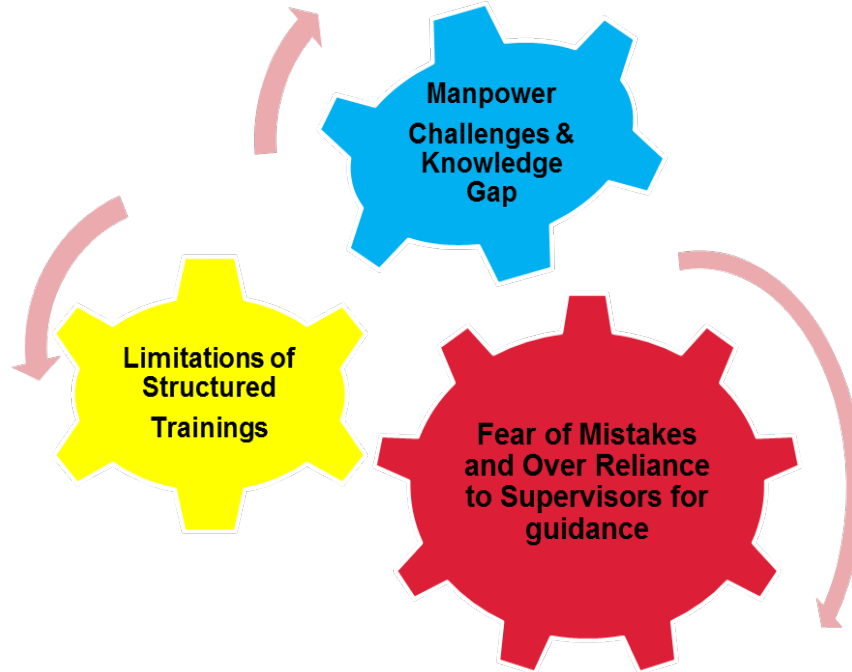 Manpower
Challenges &
Knowledge
Gap
Limitations of
Structured
Trainings
Fear of Mistakes
and Over Reliance
to Supervisors for
guidance